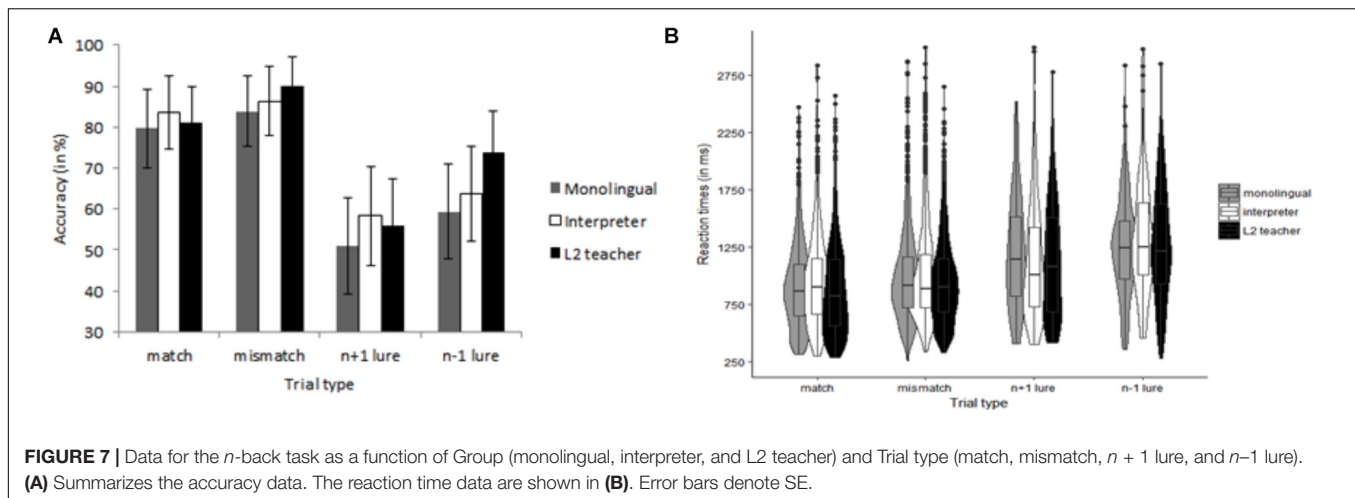 A
100
90
80
70
60
50
40
30
Accuracy (in %)
match mismatch n+1 lure n-1 lure
Trial type
Monolingual
Interpreter
L2 teacher
B
2750
2250
1750
1250
750
250
Reaction times (in ms)
match mismatch n+1 lure n-1 lure
Trial type
monolingual
interpreter
L2 teacher
FIGURE 7 | Data for the n-back task as a function of Group (monolingual, interpreter, and L2 teacher) and Trial type (match, mismatch, n + 1 lure, and n–1 lure).
(A) Summarizes the accuracy data. The reaction time data are shown in (B). Error bars denote SE.